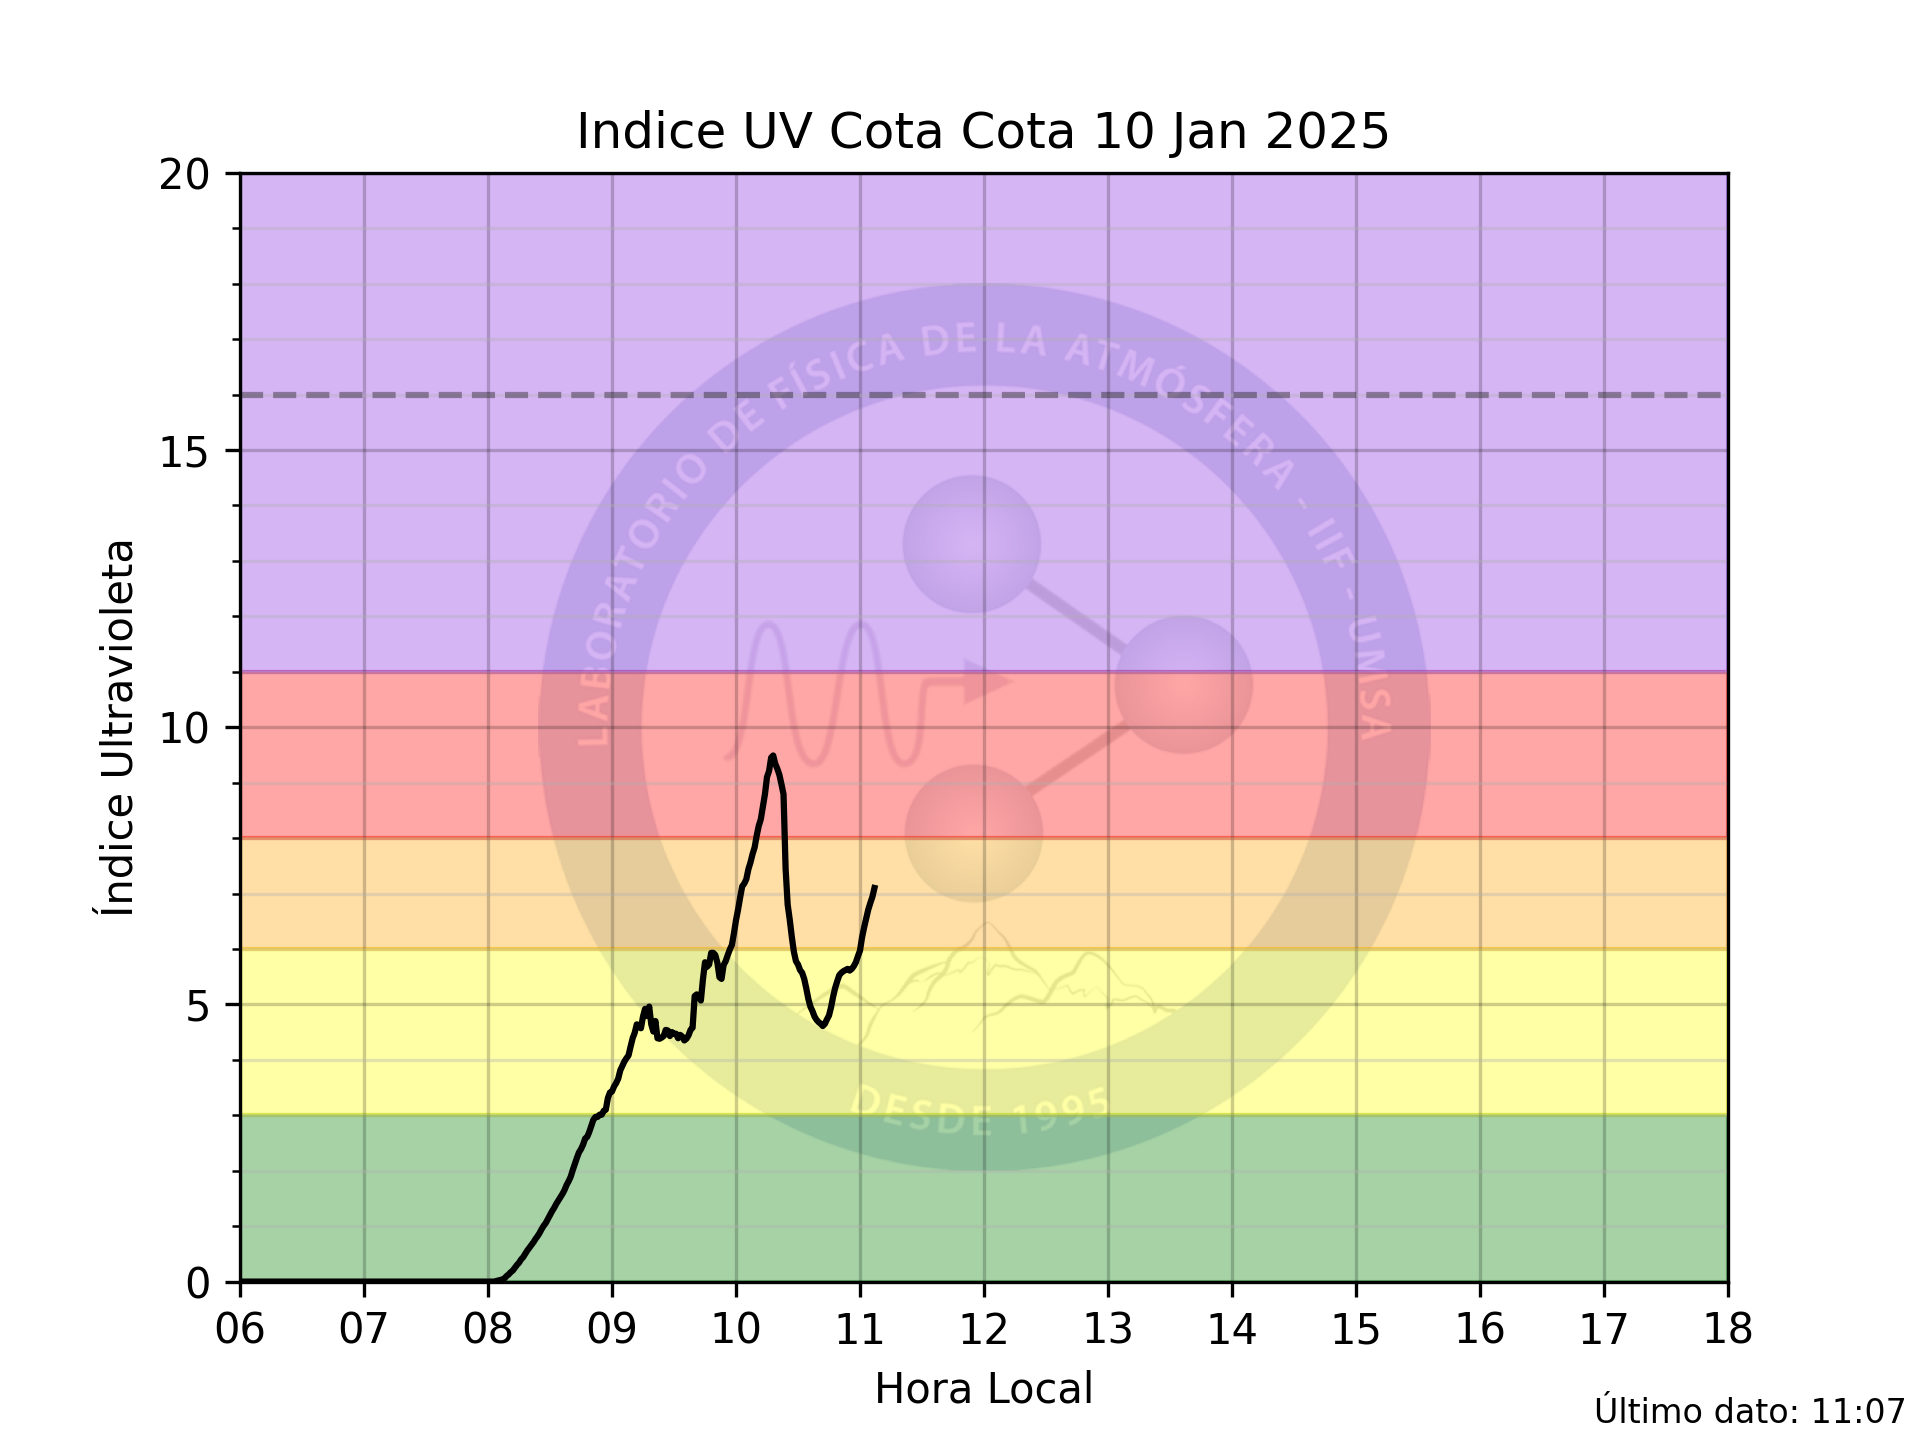 Indice UV Cota Cota 10 Jan 2025
20
15
10
5
0
Índice Ultravioleta
LABORATORIO DE FÍSICA DE LA ATMÓSFERA - IIF - UMSA
DESDE 1995
06 07 08 09 10 11 12 13 14 15 16 17 18
Hora Local
Último dato: 11:07